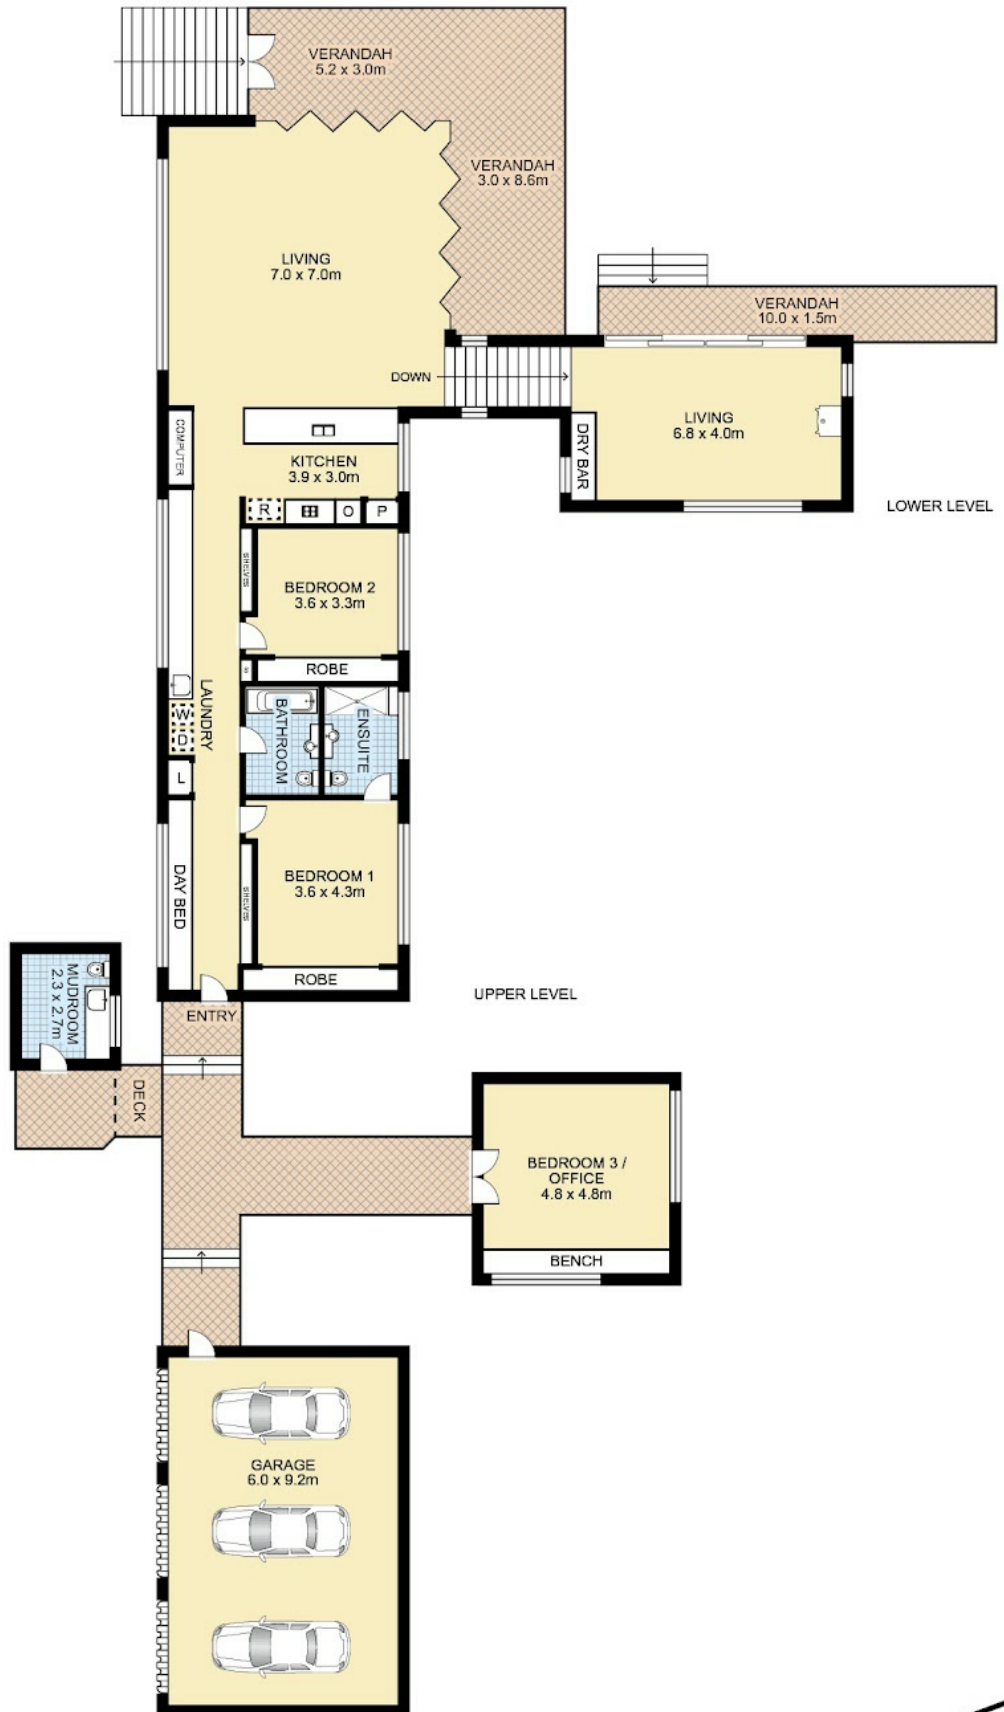 VERANDAH
5.2 x 3.0m
VERANDAH
3.0 x 8.6m
LIVING
7.0 x 7.0m
VERANDAH
10.0 x 1.5m
DOWN
LIVING
6.8 x 4.0m
DRY BAR
LOWER LEVEL
COMPUTER
KITCHEN
3.9 x 3.0m
R
O
P
SHELVES
BEDROOM 2
3.6 x 3.3m
ROBE
LAUNDRY
W
D
L
BATHROOM
ENSUITE
DAY BED
BEDROOM 1
3.6 x 4.3m
SHELVES
ROBE
UPPER LEVEL
MUDROOM
2.3 x 2.7m
ENTRY
DECK
BEDROOM 3 /
OFFICE
4.8 x 4.8m
BENCH
GARAGE
6.0 x 9.2m